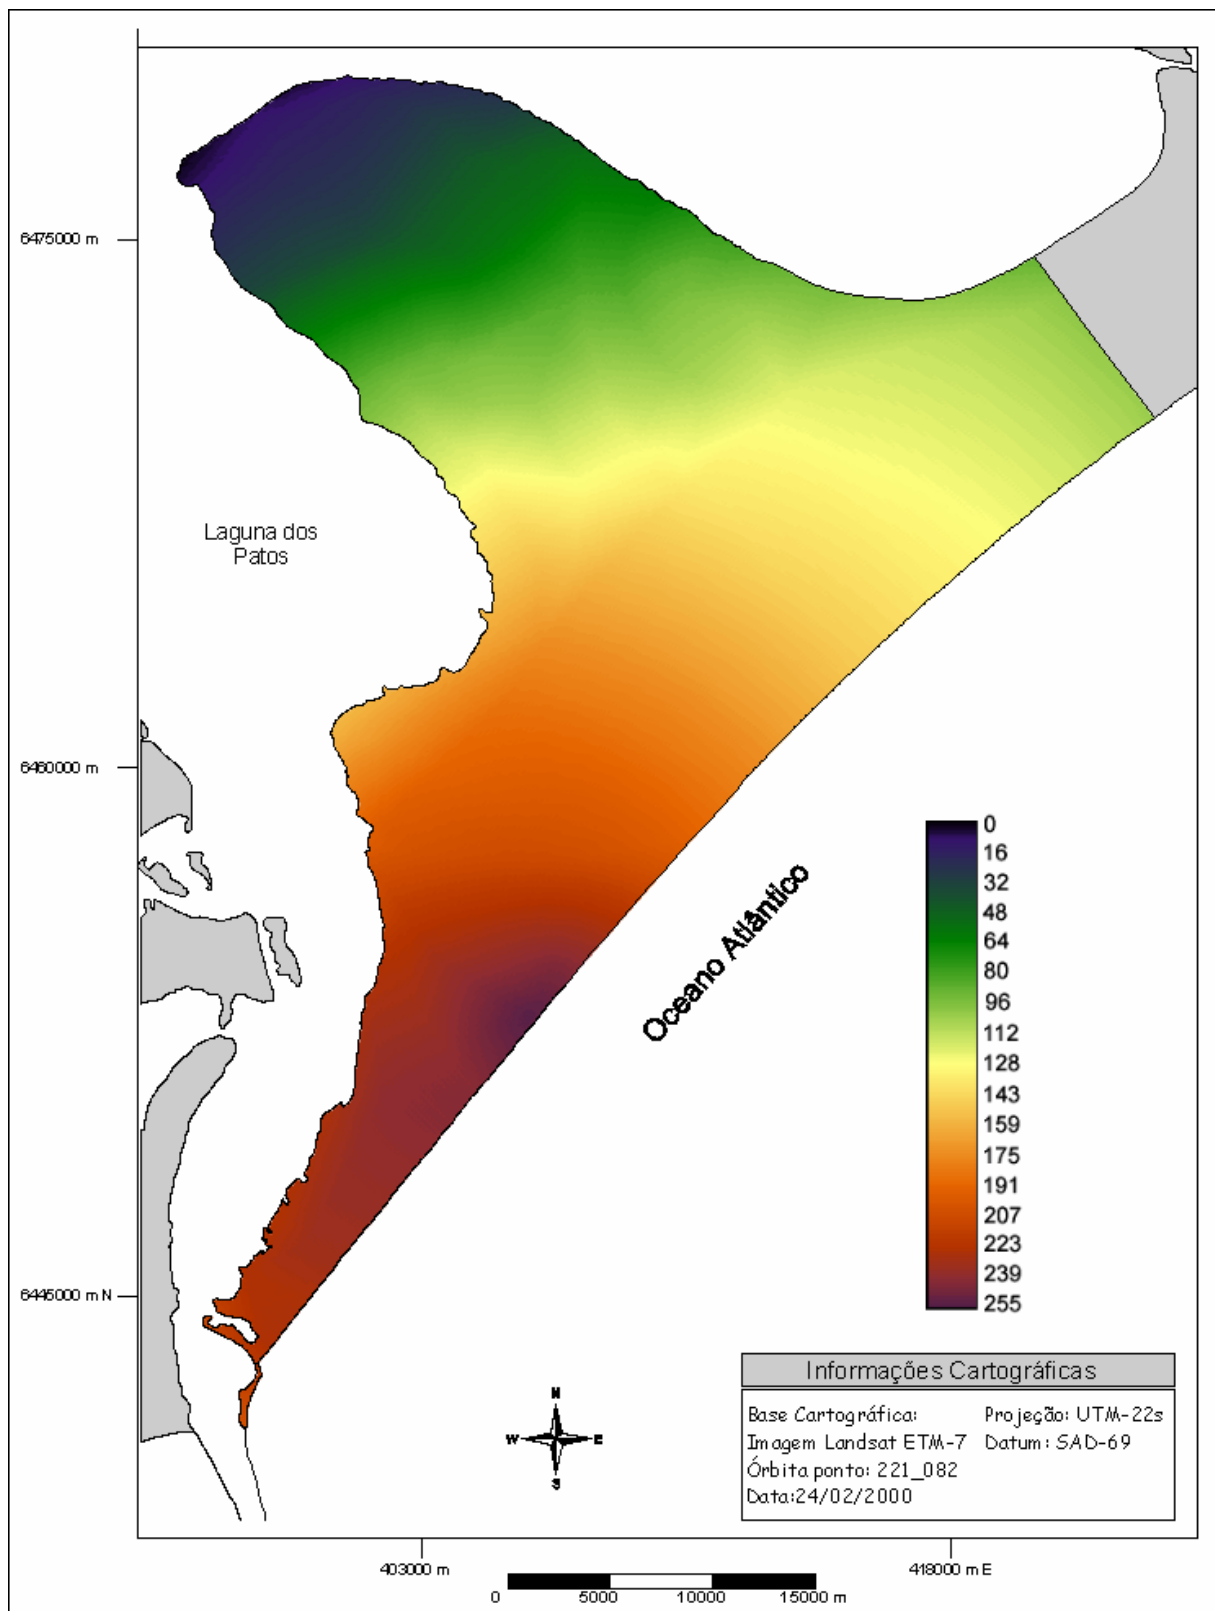 6475000 m
Laguna dos
Patos
6460000 m
Oceano Atlântico
0
16
32
48
64
80
96
112
128
143
159
175
191
207
223
239
255
6445000 m N
Informações Cartográficas
Base Cartográfica: Projeção: UTM-22s
Imagem Landsat ETM-7 Datum: SAD-69
Órbita ponto: 221_082
Data:24/02/2000
N
W E
S
403000 m 418000 m E
0 5000 10000 15000 m